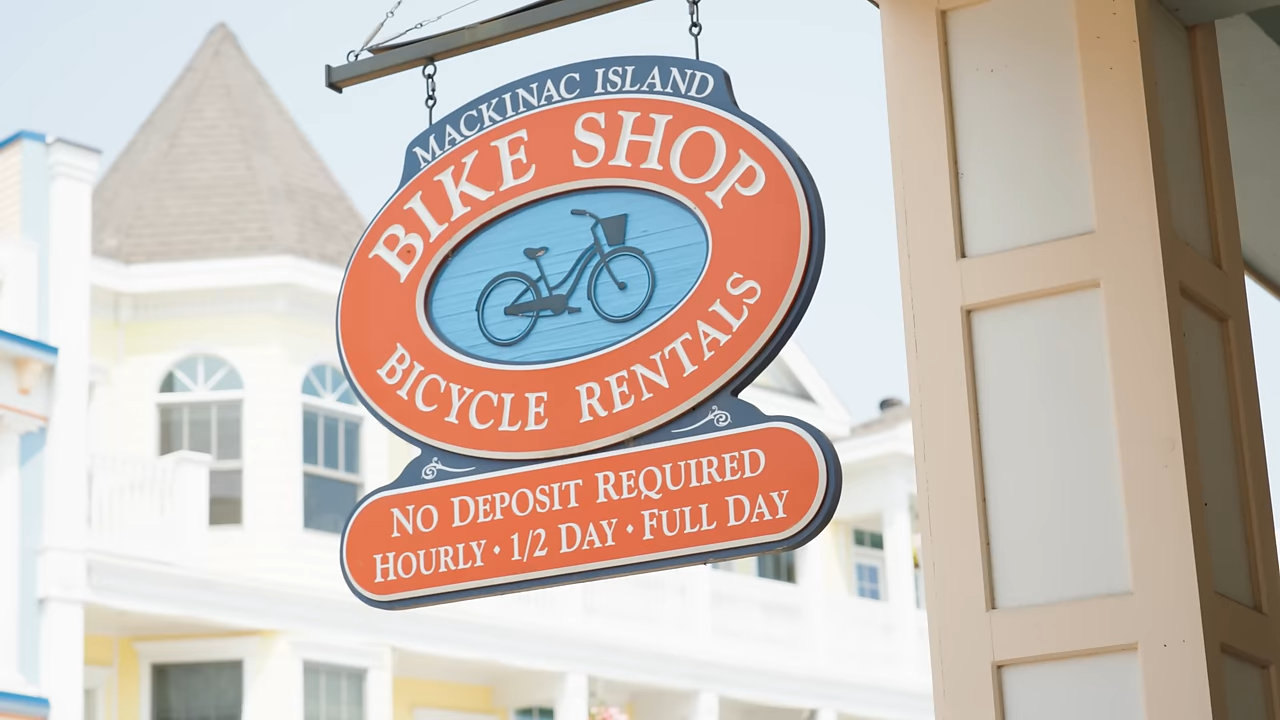 MACKINAC ISLAND
BIKE SHOP
BICYCLE RENTALS
NO DEPOSIT REQUIRED
HOURLY · 1/2 DAY · FULL DAY